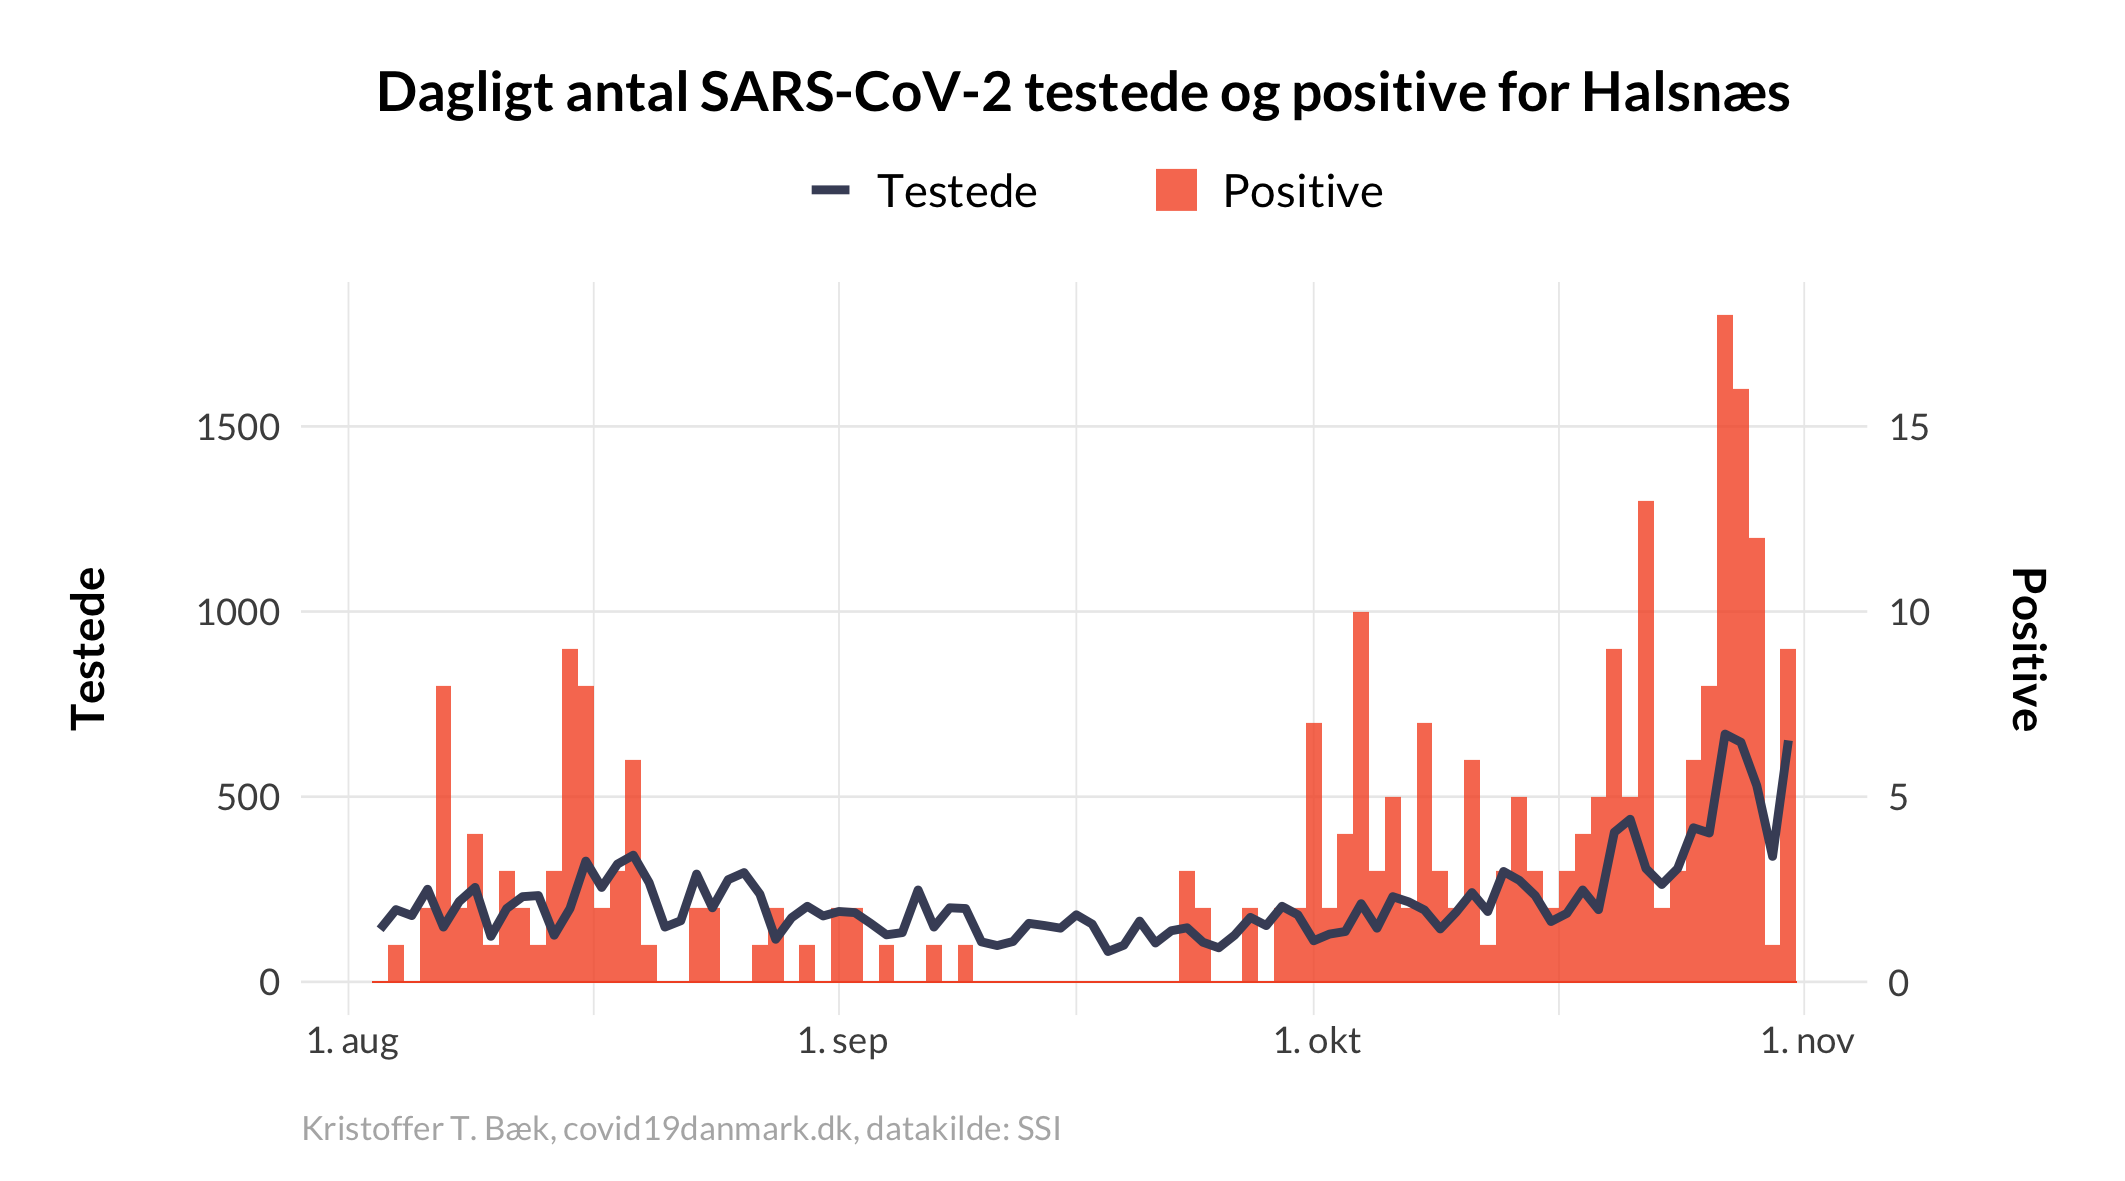 Dagligt antal SARS-CoV-2 testede og positive for Halsnæs
Testede
Positive
Testede
1500
1000
500
0
15
10
5
0
Positive
1. aug
1. sep
1. okt
1. nov
Kristoffer T. Bæk, covid19danmark.dk, datakilde: SSI